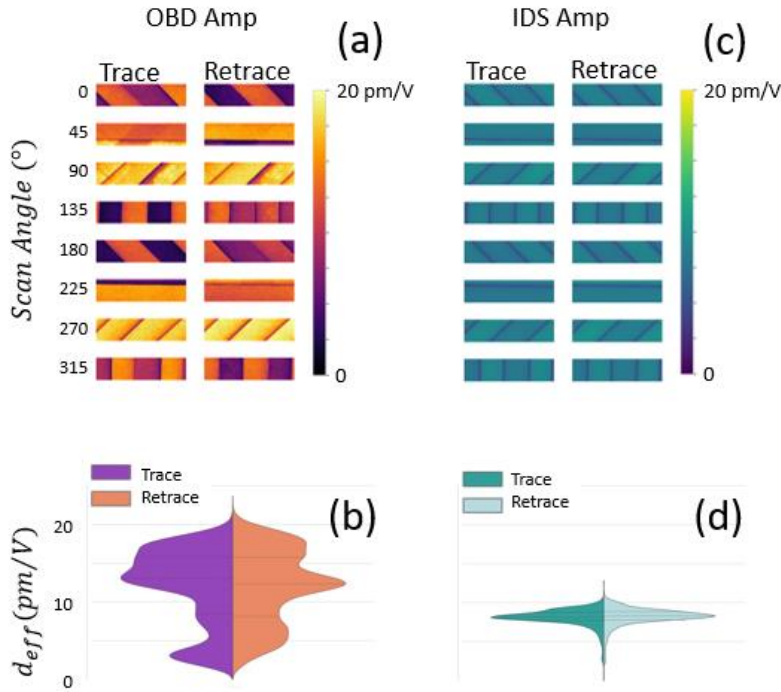 OBD Amp
IDS Amp
(a)
(c)
Trace
Retrace
Trace
Retrace
Scan Angle (°)
0
45
90
135
180
225
270
315
20 pm/V
0
20 pm/V
0
Trace
Retrace
(b)
Trace
Retrace
(d)
d_eff (pm/V)
20
10
0